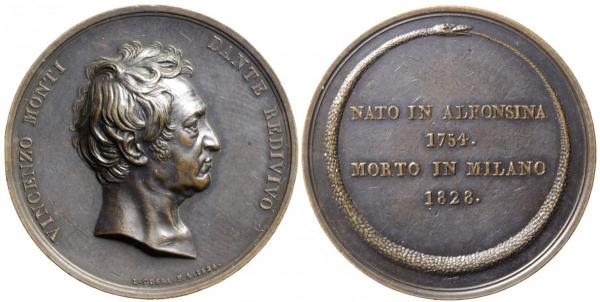 VINCENZO MONTI DANTE REDIVIVO
NATO IN ALFONSINA
1754.
MORTO IN MILANO
1828.